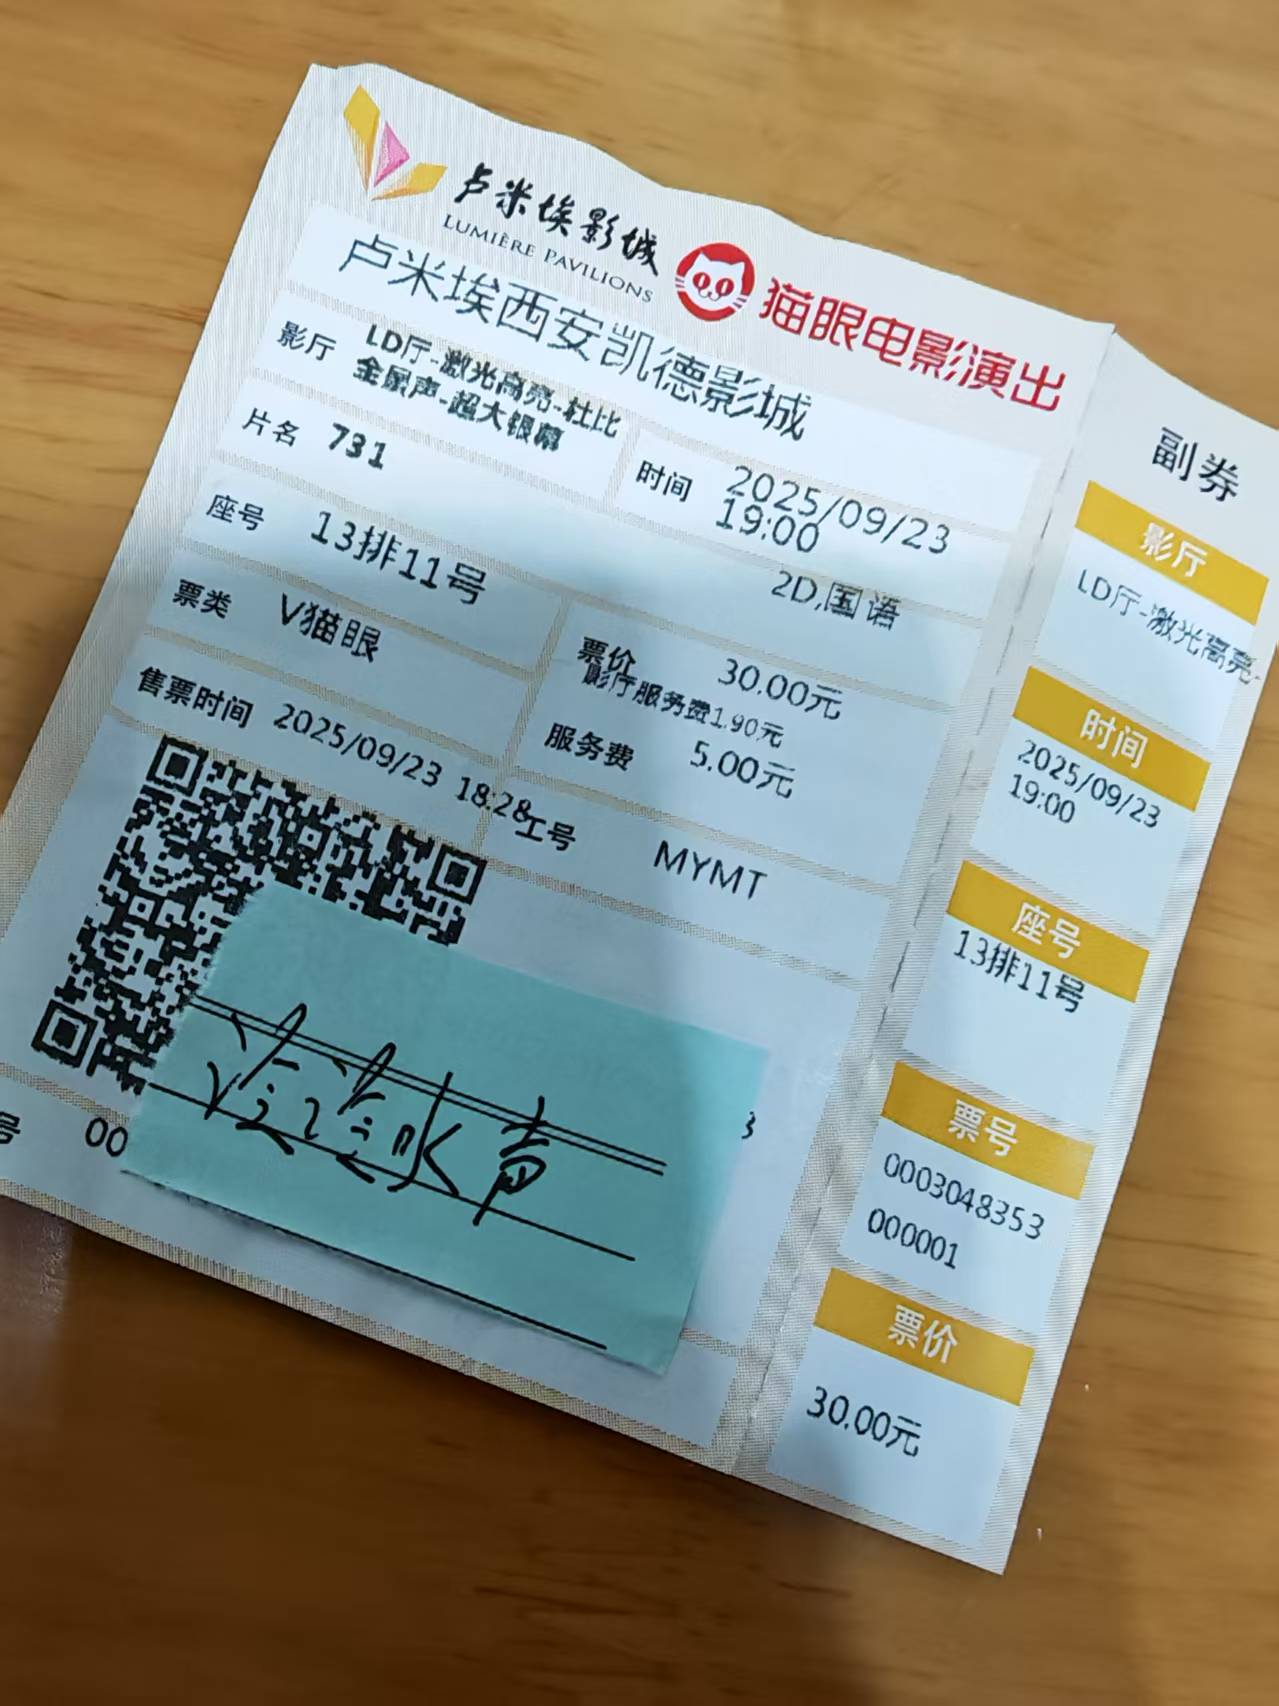 卢米埃影城
LUMIÈRE PAVILIONS
猫眼电影演出
卢米埃西安凯德影城
影厅 LD厅-激光高亮-杜比
全景声-超大银幕
时间 2025/09/23
19:00
片名 731
2D,国语
座号 13排11号
票价 30.00元
影厅服务费1.90元
票类 V猫眼
服务费 5.00元
售票时间 2025/09/23 18:28
工号 MYMT
号 00
3
泠泠水声
副券
影厅
LD厅-激光高亮-
时间
2025/09/23
19:00
座号
13排11号
票号
0003048353
000001
票价
30.00元